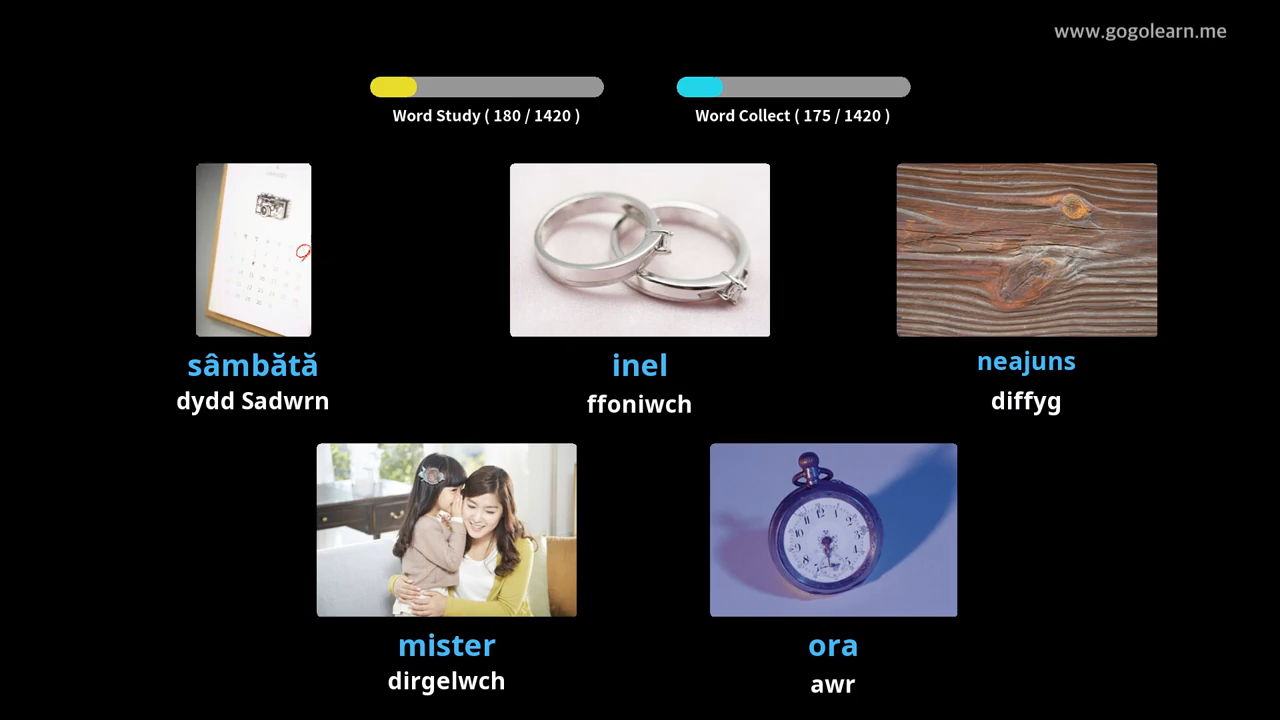 www.gogolearn.me
Word Study ( 180 / 1420 )
Word Collect ( 175 / 1420 )
sâmbătă
dydd Sadwrn
inel
ffoniwch
neajuns
diffyg
mister
dirgelwch
ora
awr